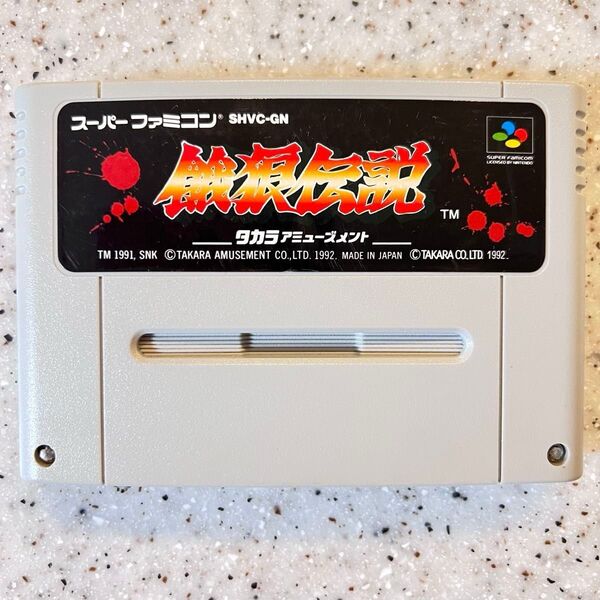 スーパーファミコン® SHVC-GN
SUPER FAMICOM
LICENSED BY NINTENDO
餓狼伝説
TM
タカラアミューズメント
TM 1991, SNK ©TAKARA AMUSEMENT CO.,LTD. 1992. MADE IN JAPAN ©TAKARA CO.,LTD. 1992.